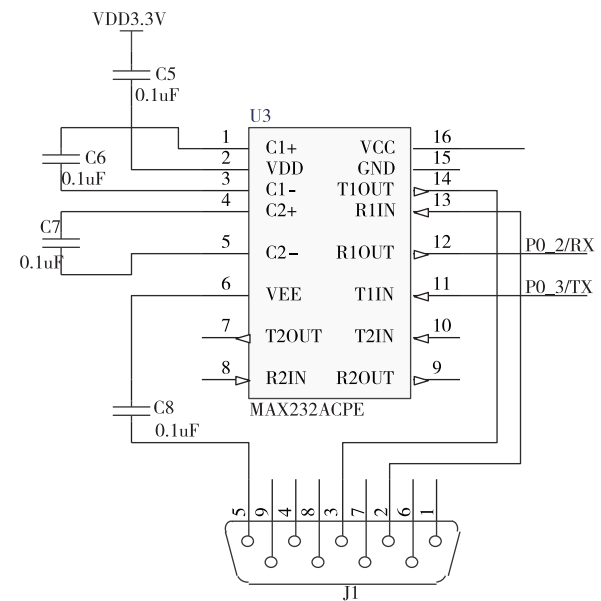 VDD3.3V
C5
0.1uF
U3
1 C1+ VCC 16
2 VDD GND 15
3 C1- T1OUT 14
4 C2+ R1IN 13
5 C2- R1OUT 12 P0_2/RX
6 VEE T1IN 11 P0_3/TX
7 T2OUT T2IN 10
8 R2IN R2OUT 9
C6
0.1uF
C7
0.1uF
MAX232ACPE
C8
0.1uF
5 9 4 8 3 7 2 6 1
J1